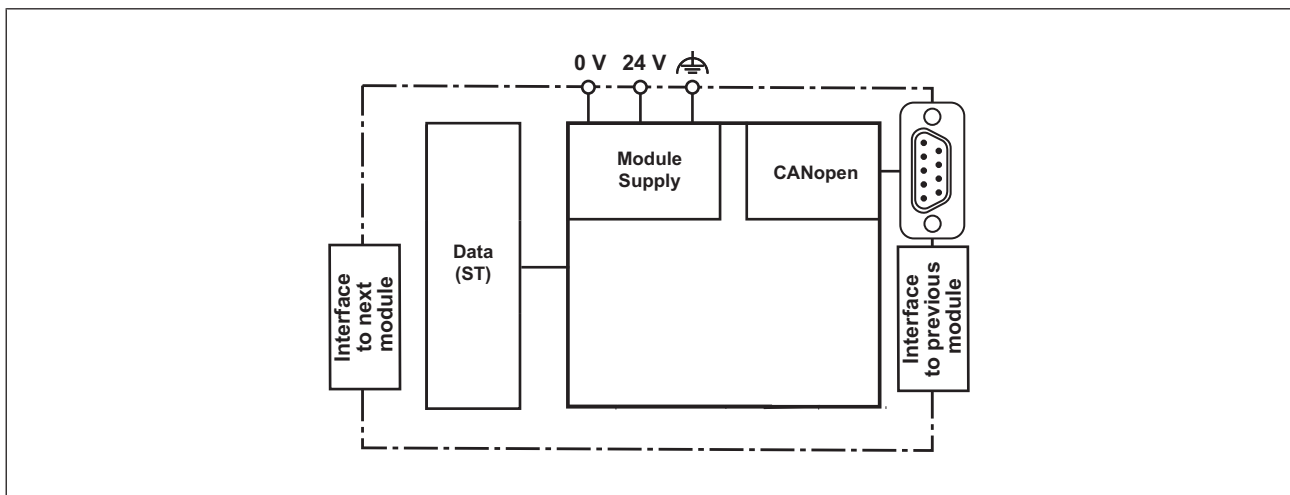 0 V 24 V
Module
Supply
CANopen
Data
(ST)
Interface
to next
module
Interface
to previous
module